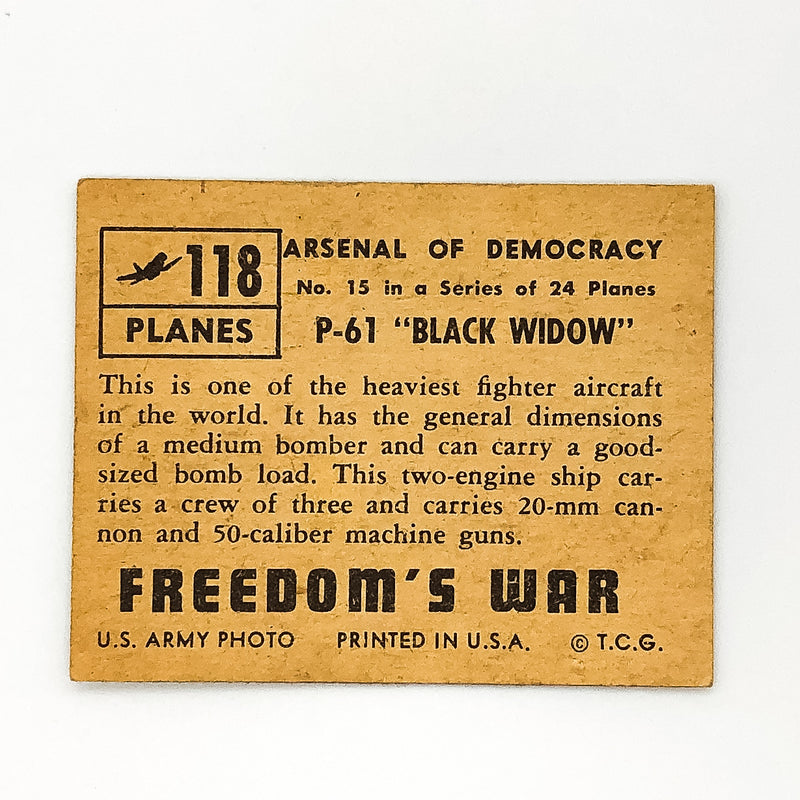 118
PLANES
ARSENAL OF DEMOCRACY
No. 15 in a Series of 24 Planes
P-61 "BLACK WIDOW"
This is one of the heaviest fighter aircraft
in the world. It has the general dimensions
of a medium bomber and can carry a good-
sized bomb load. This two-engine ship car-
ries a crew of three and carries 20-mm can-
non and 50-caliber machine guns.
FREEDOM'S WAR
U.S. ARMY PHOTO PRINTED IN U.S.A. © T.C.G.